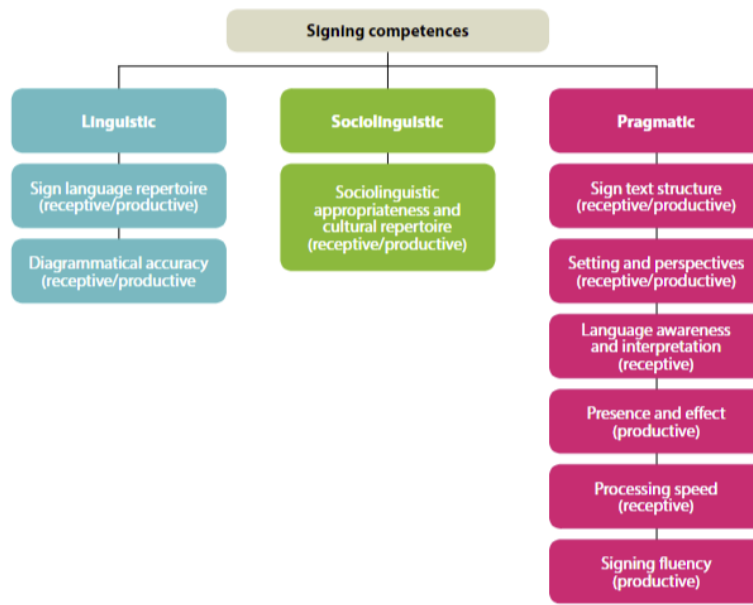 Signing competences
Linguistic
Sign language repertoire
(receptive/productive)
Diagrammatical accuracy
(receptive/productive
Sociolinguistic
Sociolinguistic
appropriateness and
cultural repertoire
(receptive/productive)
Pragmatic
Sign text structure
(receptive/productive)
Setting and perspectives
(receptive/productive)
Language awareness
and interpretation
(receptive)
Presence and effect
(productive)
Processing speed
(receptive)
Signing fluency
(productive)